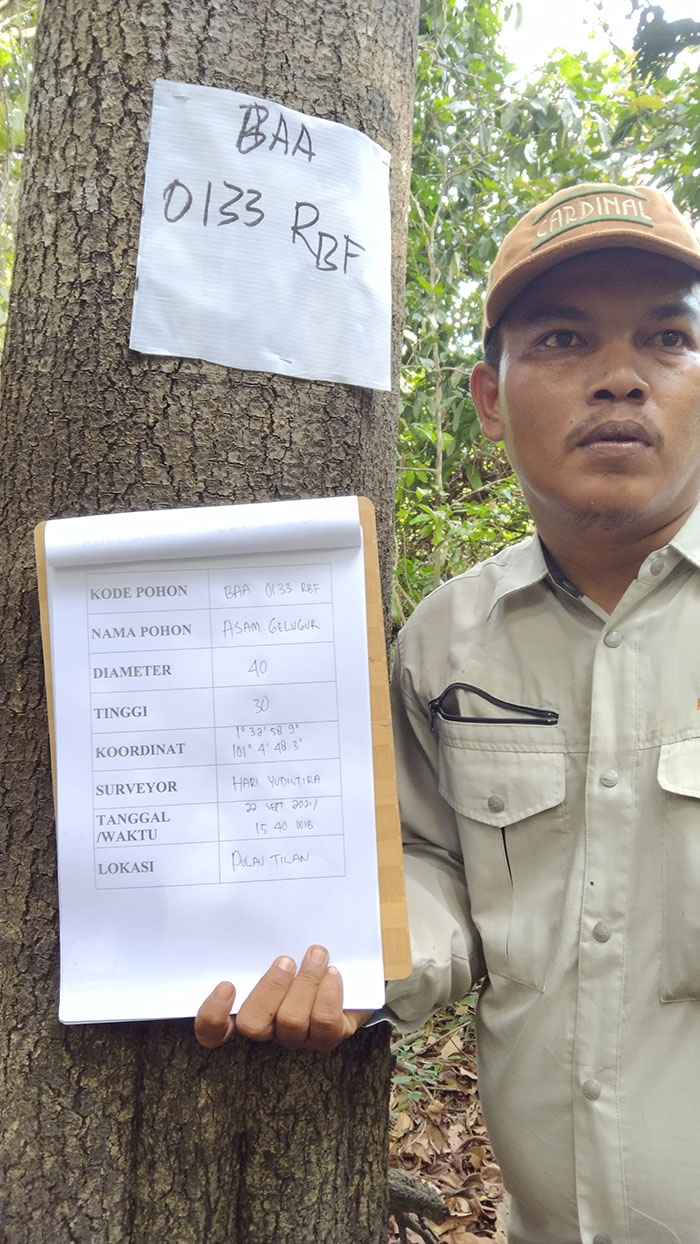 BAA
0133 RBF
CARDINAL
KODE POHON BAA 0133 RBF
NAMA POHON ASAM GELUGUR
DIAMETER 40
TINGGI 30
KOORDINAT 1° 32' 58 9"
101° 4' 48 3"
SURVEYOR HARI YUDISTIRA
TANGGAL 22 SEPT 2021/
/WAKTU 15 40 WIB
LOKASI PULAU TILAN